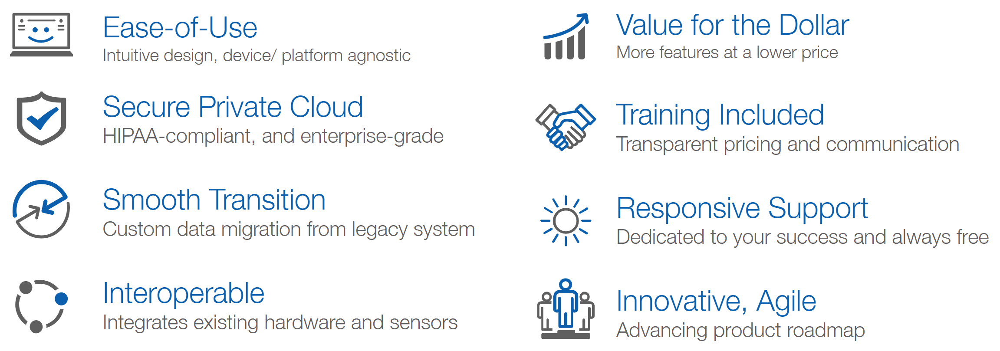 Ease-of-Use
Intuitive design, device/ platform agnostic
Secure Private Cloud
HIPAA-compliant, and enterprise-grade
Smooth Transition
Custom data migration from legacy system
Interoperable
Integrates existing hardware and sensors
Value for the Dollar
More features at a lower price
Training Included
Transparent pricing and communication
Responsive Support
Dedicated to your success and always free
Innovative, Agile
Advancing product roadmap